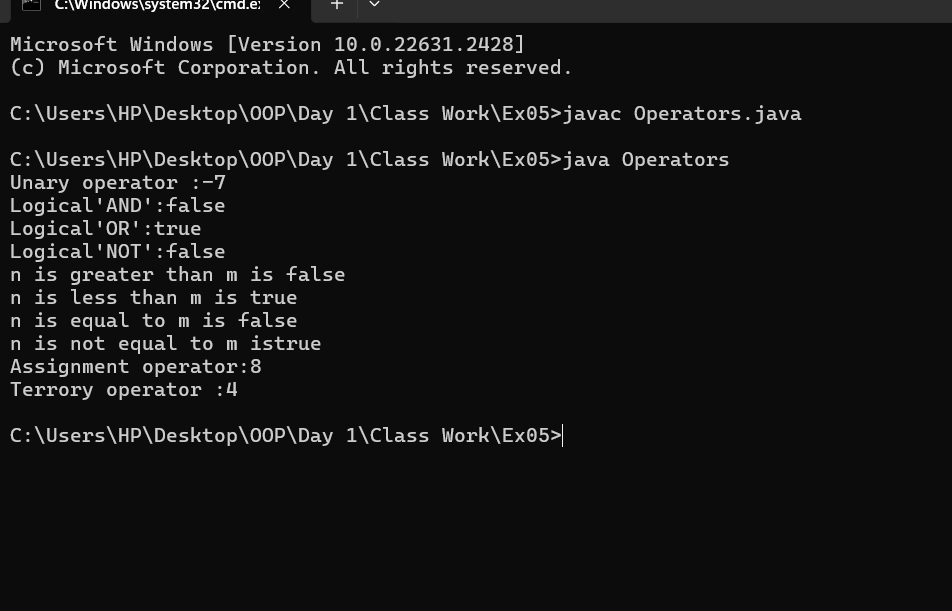 C:\Windows\system32\cmd.e
Microsoft Windows [Version 10.0.22631.2428]
(c) Microsoft Corporation. All rights reserved.
C:\Users\HP\Desktop\OOP\Day 1\Class Work\Ex05>javac Operators.java
C:\Users\HP\Desktop\OOP\Day 1\Class Work\Ex05>java Operators
Unary operator :-7
Logical'AND':false
Logical'OR':true
Logical'NOT':false
n is greater than m is false
n is less than m is true
n is equal to m is false
n is not equal to m istrue
Assignment operator:8
Terrory operator :4
C:\Users\HP\Desktop\OOP\Day 1\Class Work\Ex05>